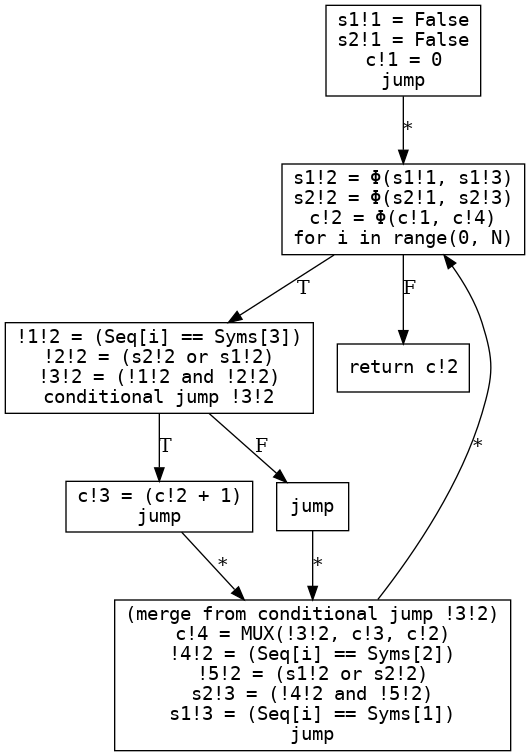 s1!1 = False
s2!1 = False
c!1 = 0
jump
*
s1!2 = Φ(s1!1, s1!3)
s2!2 = Φ(s2!1, s2!3)
c!2 = Φ(c!1, c!4)
for i in range(0, N)
T
F
!1!2 = (Seq[i] == Syms[3])
!2!2 = (s2!2 or s1!2)
!3!2 = (!1!2 and !2!2)
conditional jump !3!2
return c!2
T
F
*
c!3 = (c!2 + 1)
jump
jump
*
*
(merge from conditional jump !3!2)
c!4 = MUX(!3!2, c!3, c!2)
!4!2 = (Seq[i] == Syms[2])
!5!2 = (s1!2 or s2!2)
s2!3 = (!4!2 and !5!2)
s1!3 = (Seq[i] == Syms[1])
jump